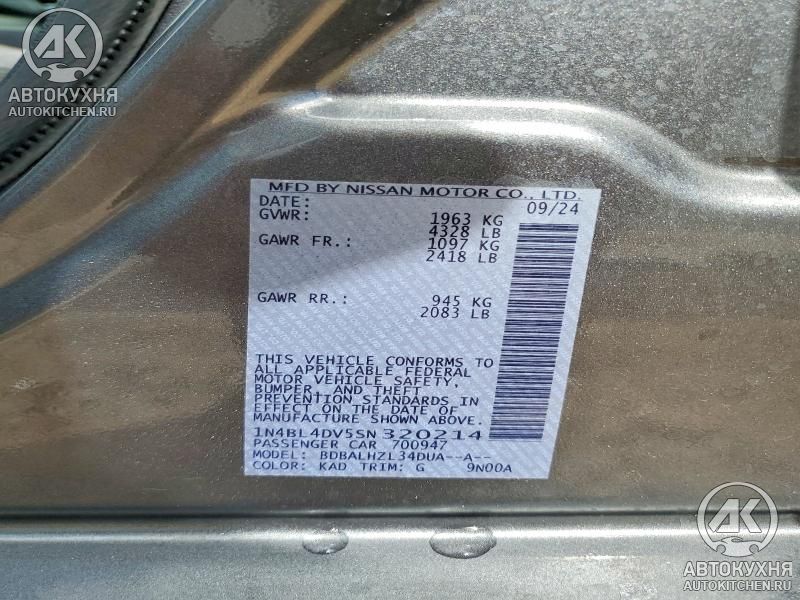 АК
АВТОКУХНЯ
AUTOKITCHEN.RU
MFD BY NISSAN MOTOR CO., LTD.
DATE: 09/24
GVWR: 1963 KG
4328 LB
GAWR FR.: 1097 KG
2418 LB
GAWR RR.: 945 KG
2083 LB
THIS VEHICLE CONFORMS TO
ALL APPLICABLE FEDERAL
MOTOR VEHICLE SAFETY,
BUMPER, AND THEFT
PREVENTION STANDARDS IN
EFFECT ON THE DATE OF
MANUFACTURE SHOWN ABOVE.
1N4BL4DV5SN320214
PASSENGER CAR 700947
MODEL: BDBALHZL34DUA--A--
COLOR: KAD TRIM: G 9N00A
АК
АВТОКУХНЯ
AUTOKITCHEN.RU